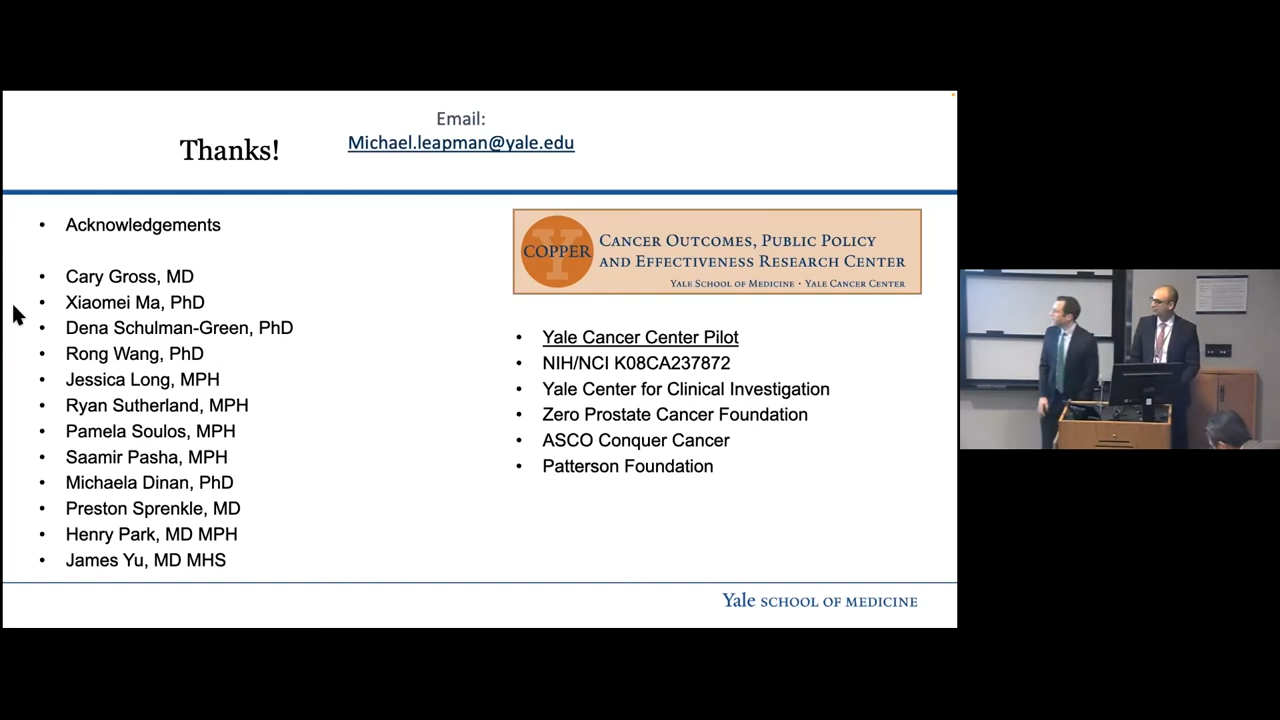 Thanks!
Email:
Michael.leapman@yale.edu
Acknowledgements
Cary Gross, MD
Xiaomei Ma, PhD
Dena Schulman-Green, PhD
Rong Wang, PhD
Jessica Long, MPH
Ryan Sutherland, MPH
Pamela Soulos, MPH
Saamir Pasha, MPH
Michaela Dinan, PhD
Preston Sprenkle, MD
Henry Park, MD MPH
James Yu, MD MHS
COPPER
Cancer Outcomes, Public Policy
and Effectiveness Research Center
Yale School of Medicine • Yale Cancer Center
Yale Cancer Center Pilot
NIH/NCI K08CA237872
Yale Center for Clinical Investigation
Zero Prostate Cancer Foundation
ASCO Conquer Cancer
Patterson Foundation
Yale SCHOOL OF MEDICINE